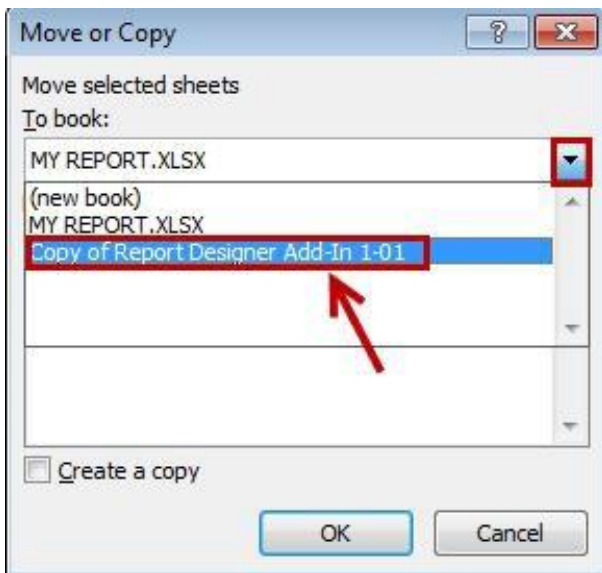 Move or Copy
?
Move selected sheets
To book:
MY REPORT.XLSX
(new book)
MY REPORT.XLSX
Copy of Report Designer Add-In 1-01
Create a copy
OK Cancel